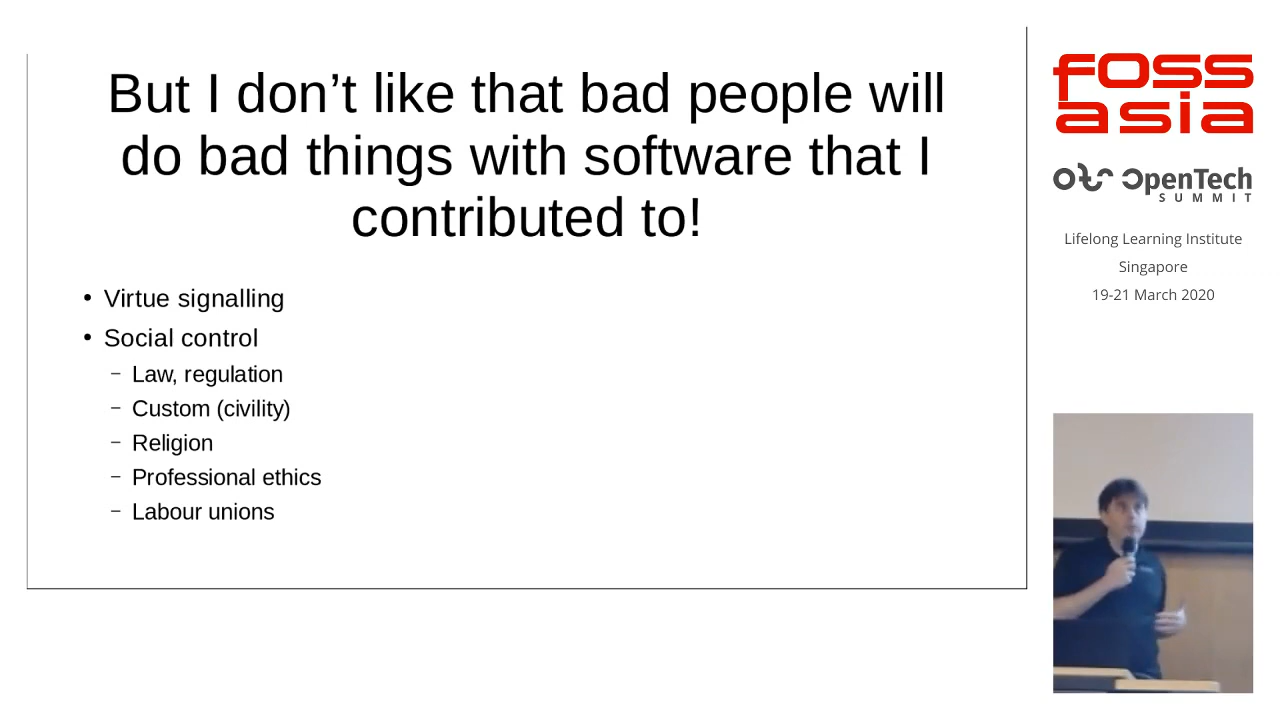 But I don’t like that bad people will
do bad things with software that I
contributed to!
• Virtue signalling
• Social control
– Law, regulation
– Custom (civility)
– Religion
– Professional ethics
– Labour unions
foss
asia
OpenTech
SUMMIT
Lifelong Learning Institute
Singapore
19-21 March 2020